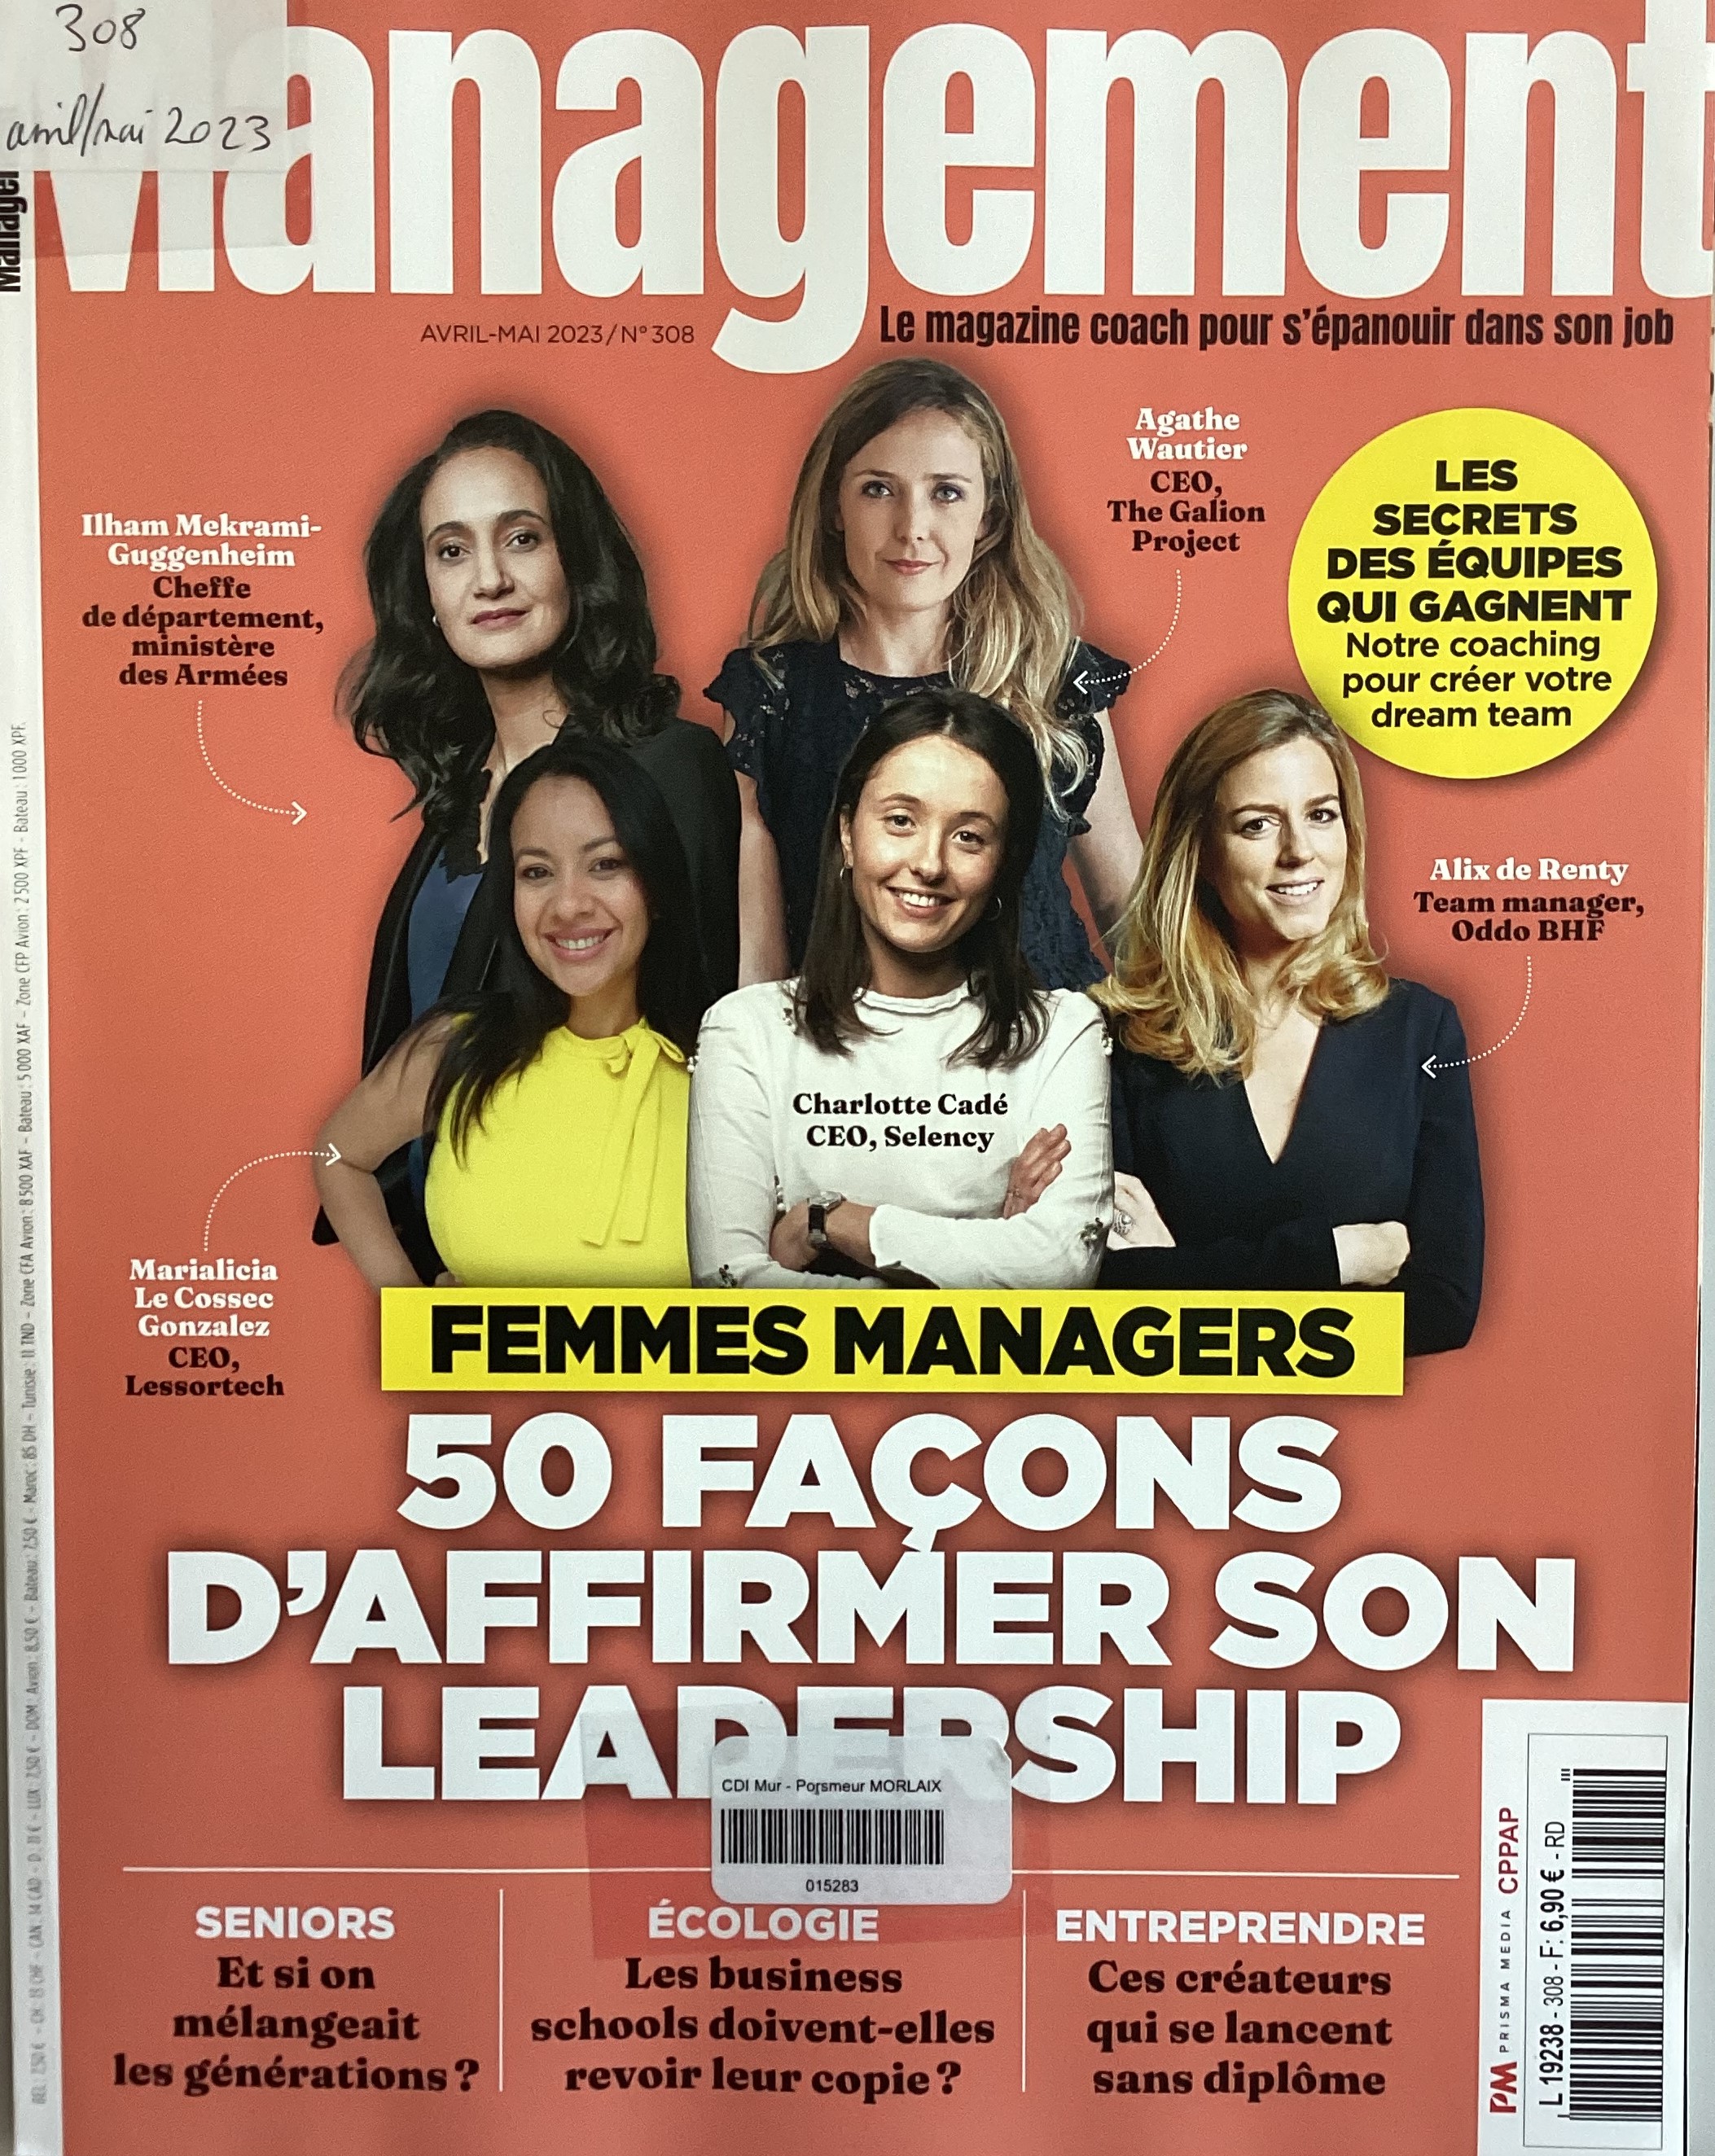 308
avril/mai 2023
Management
AVRIL-MAI 2023/N°308
Le magazine coach pour s'épanouir dans son job
Agathe
Wautier
CEO,
The Galion
Project
LES
SECRETS
DES ÉQUIPES
QUI GAGNENT
Notre coaching
pour créer votre
dream team
Ilham Mekrami-
Guggenheim
Cheffe
de département,
ministère
des Armées
Alix de Renty
Team manager,
Oddo BHF
Charlotte Cadé
CEO, Selency
Marialicia
Le Cossec
Gonzalez
CEO,
Lessortech
FEMMES MANAGERS
50 FAÇONS
D'AFFIRMER SON
LEADERSHIP
CDI Mur - Porsmeur MORLAIX
015283
SENIORS
Et si on
mélangeait
les générations ?
ÉCOLOGIE
Les business
schools doivent-elles
revoir leur copie ?
ENTREPRENDRE
Ces créateurs
qui se lancent
sans diplôme
PM PRISMA MEDIA CPPAP
L 19238 - 308 - F: 6,90 € - RD
BEL : 7,50 € - CH : 13 CHF - CAN : 14 CAD - D : 11 € - LUX : 7,50 € - DOM : Avion : 8,50 € - Bateau : 7,50 € - Maroc : 85 DH - Tunisie : 11 TND - Zone CFA Avion : 8 500 XAF - Bateau : 5 000 XAF - Zone CFP Avion : 2 500 XPF - Bateau : 1 000 XPF.